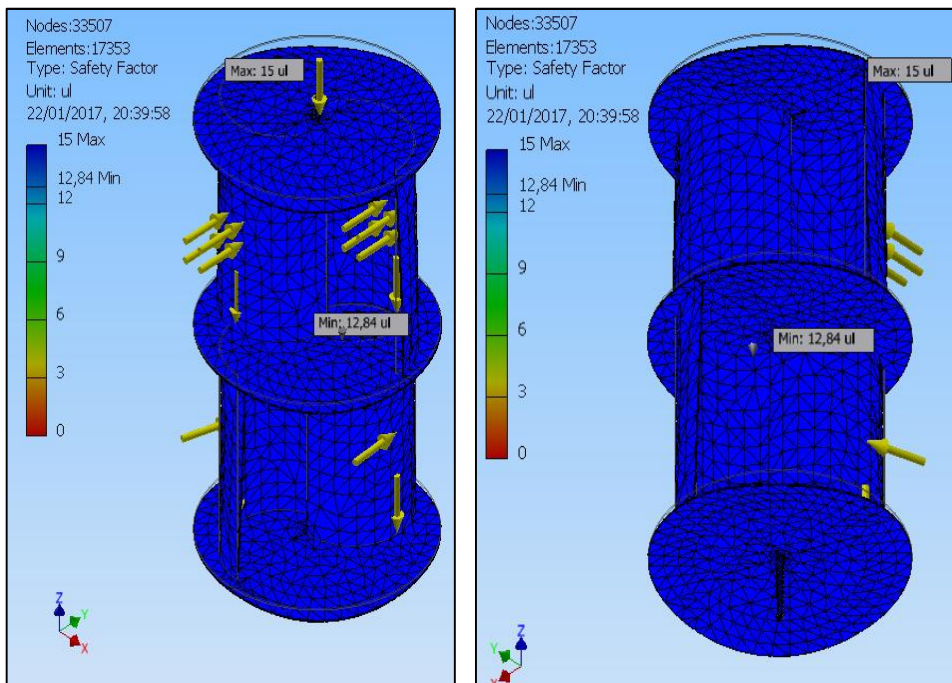 Nodes:33507
Elements:17353
Type: Safety Factor
Unit: ul
22/01/2017, 20:39:58
15 Max
12,84 Min
12
9
6
3
0
Max: 15 ul
Min: 12,84 ul
Z
Y
X
Nodes:33507
Elements:17353
Type: Safety Factor
Unit: ul
22/01/2017, 20:39:58
15 Max
12,84 Min
12
9
6
3
0
Max: 15 ul
Min: 12,84 ul
Z
Y
X